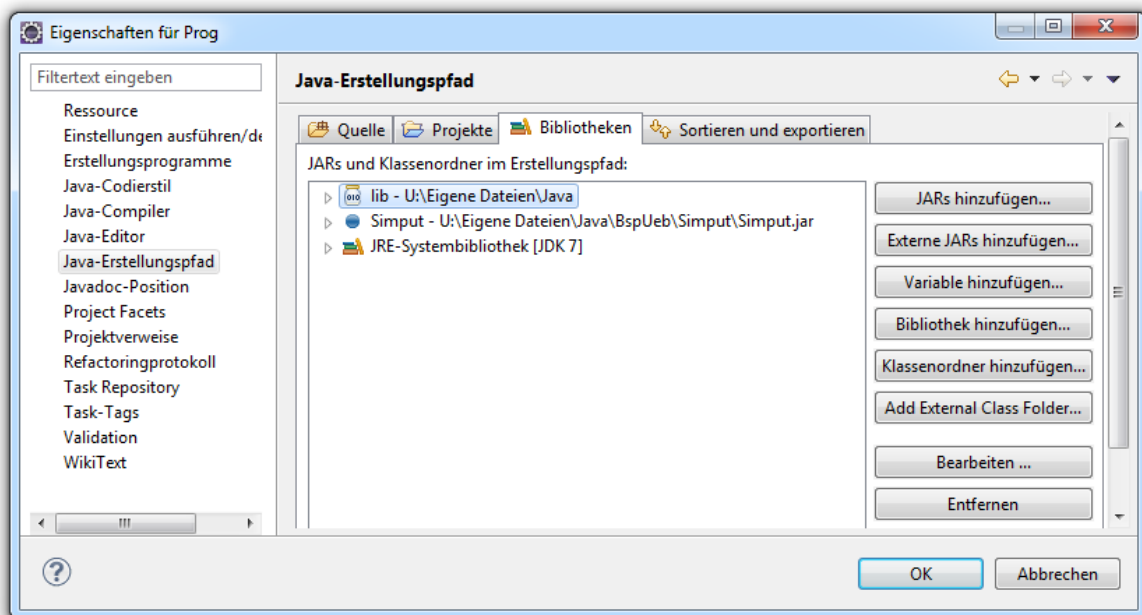 Eigenschaften für Prog
Filtertext eingeben
Ressource
Einstellungen ausführen/de
Erstellungsprogramme
Java-Codierstil
Java-Compiler
Java-Editor
Java-Erstellungspfad
Javadoc-Position
Project Facets
Projektverweise
Refactoringprotokoll
Task Repository
Task-Tags
Validation
WikiText
Java-Erstellungspfad
Quelle Projekte Bibliotheken Sortieren und exportieren
JARs und Klassenordner im Erstellungspfad:
lib - U:\Eigene Dateien\Java
Simput - U:\Eigene Dateien\Java\BspUeb\Simput\Simput.jar
JRE-Systembibliothek [JDK 7]
JARs hinzufügen...
Externe JARs hinzufügen...
Variable hinzufügen...
Bibliothek hinzufügen...
Klassenordner hinzufügen...
Add External Class Folder...
Bearbeiten ...
Entfernen
OK Abbrechen